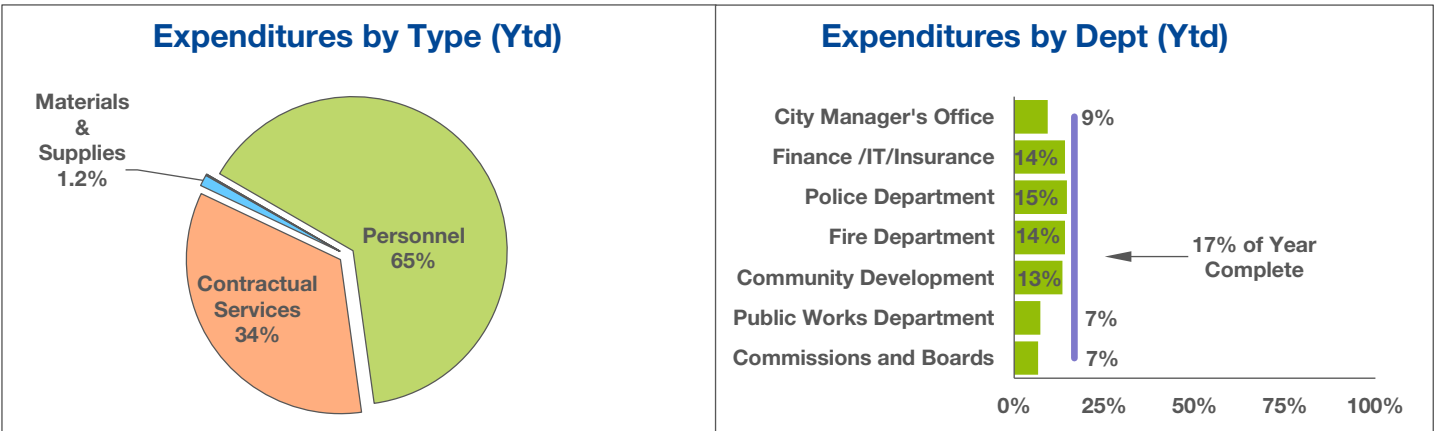 Expenditures by Type (Ytd)
Materials
&
Supplies
1.2%
Personnel
65%
Contractual
Services
34%
Expenditures by Dept (Ytd)
City Manager's Office
9%
Finance /IT/Insurance
14%
Police Department
15%
Fire Department
14%
Community Development
13%
Public Works Department
7%
Commissions and Boards
7%
17% of Year
Complete
0% 25% 50% 75% 100%